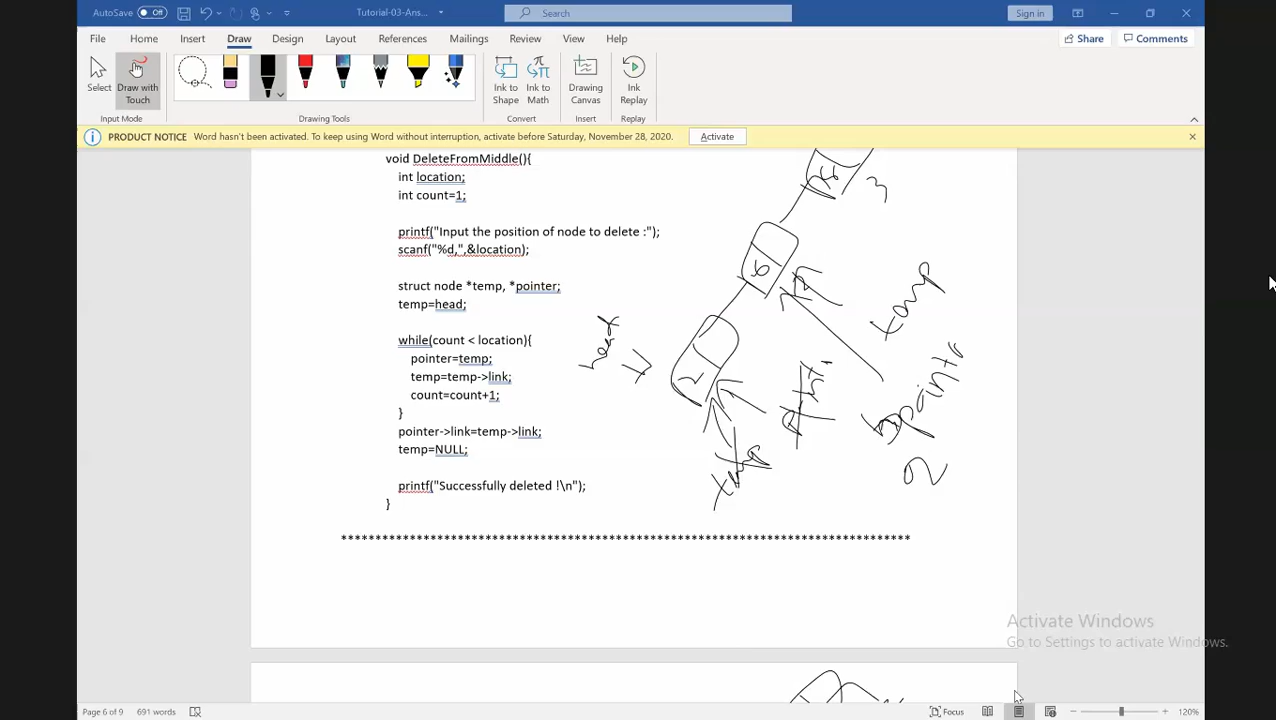 AutoSave Off Tutorial-03-Ans... Search Sign in
File Home Insert Draw Design Layout References Mailings Review View Help Share Comments
Select Draw with Touch Ink to Shape Ink to Math Drawing Canvas Ink Replay
Input Mode Drawing Tools Convert Insert Replay
PRODUCT NOTICE Word hasn't been activated. To keep using Word without interruption, activate before Saturday, November 28, 2020. Activate
void DeleteFromMiddle(){
int location;
int count=1;
printf("Input the position of node to delete :");
scanf("%d,",&location);
struct node *temp, *pointer;
temp=head;
while(count < location){
pointer=temp;
temp=temp->link;
count=count+1;
}
pointer->link=temp->link;
temp=NULL;
printf("Successfully deleted !\n");
}
*******************************************************************************
3
6
temp
1
2
2
Activate Windows
Go to Settings to activate Windows.
Page 6 of 9 691 words Focus 120%